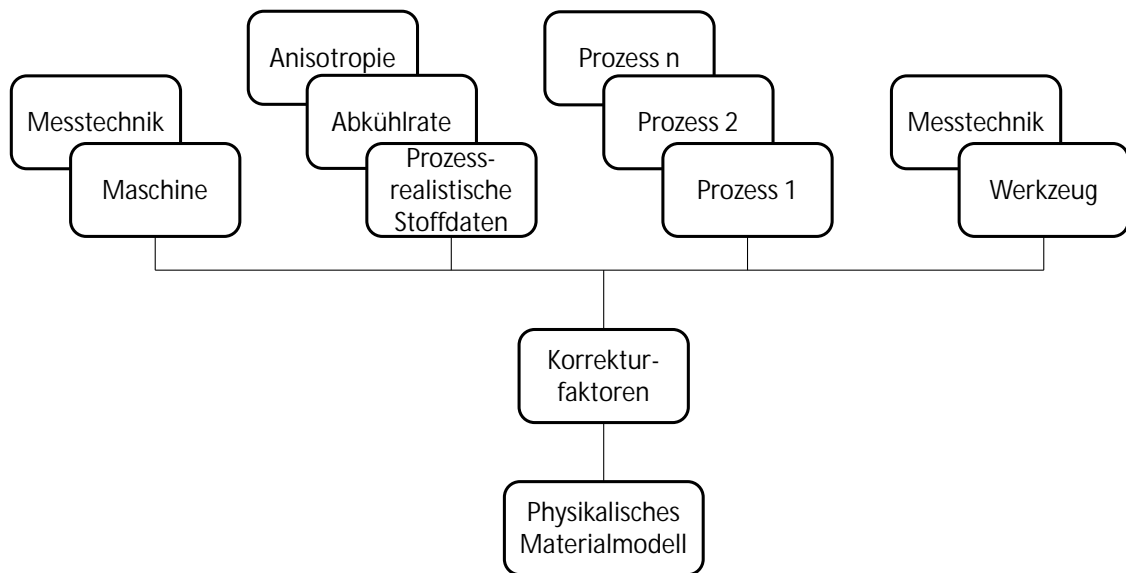 Anisotropie
Prozess n
Messtechnik
Abkühlrate
Prozess 2
Messtechnik
Maschine
Prozess-
realistische
Stoffdaten
Prozess 1
Werkzeug
Korrektur-
faktoren
Physikalisches
Materialmodell